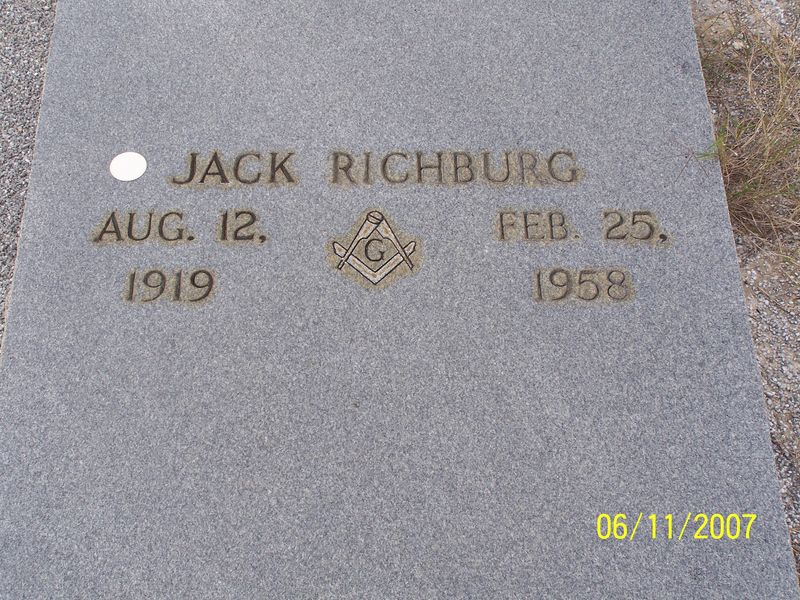 JACK RICHBURG
AUG. 12, FEB. 25,
G
1919 1958
06/11/2007